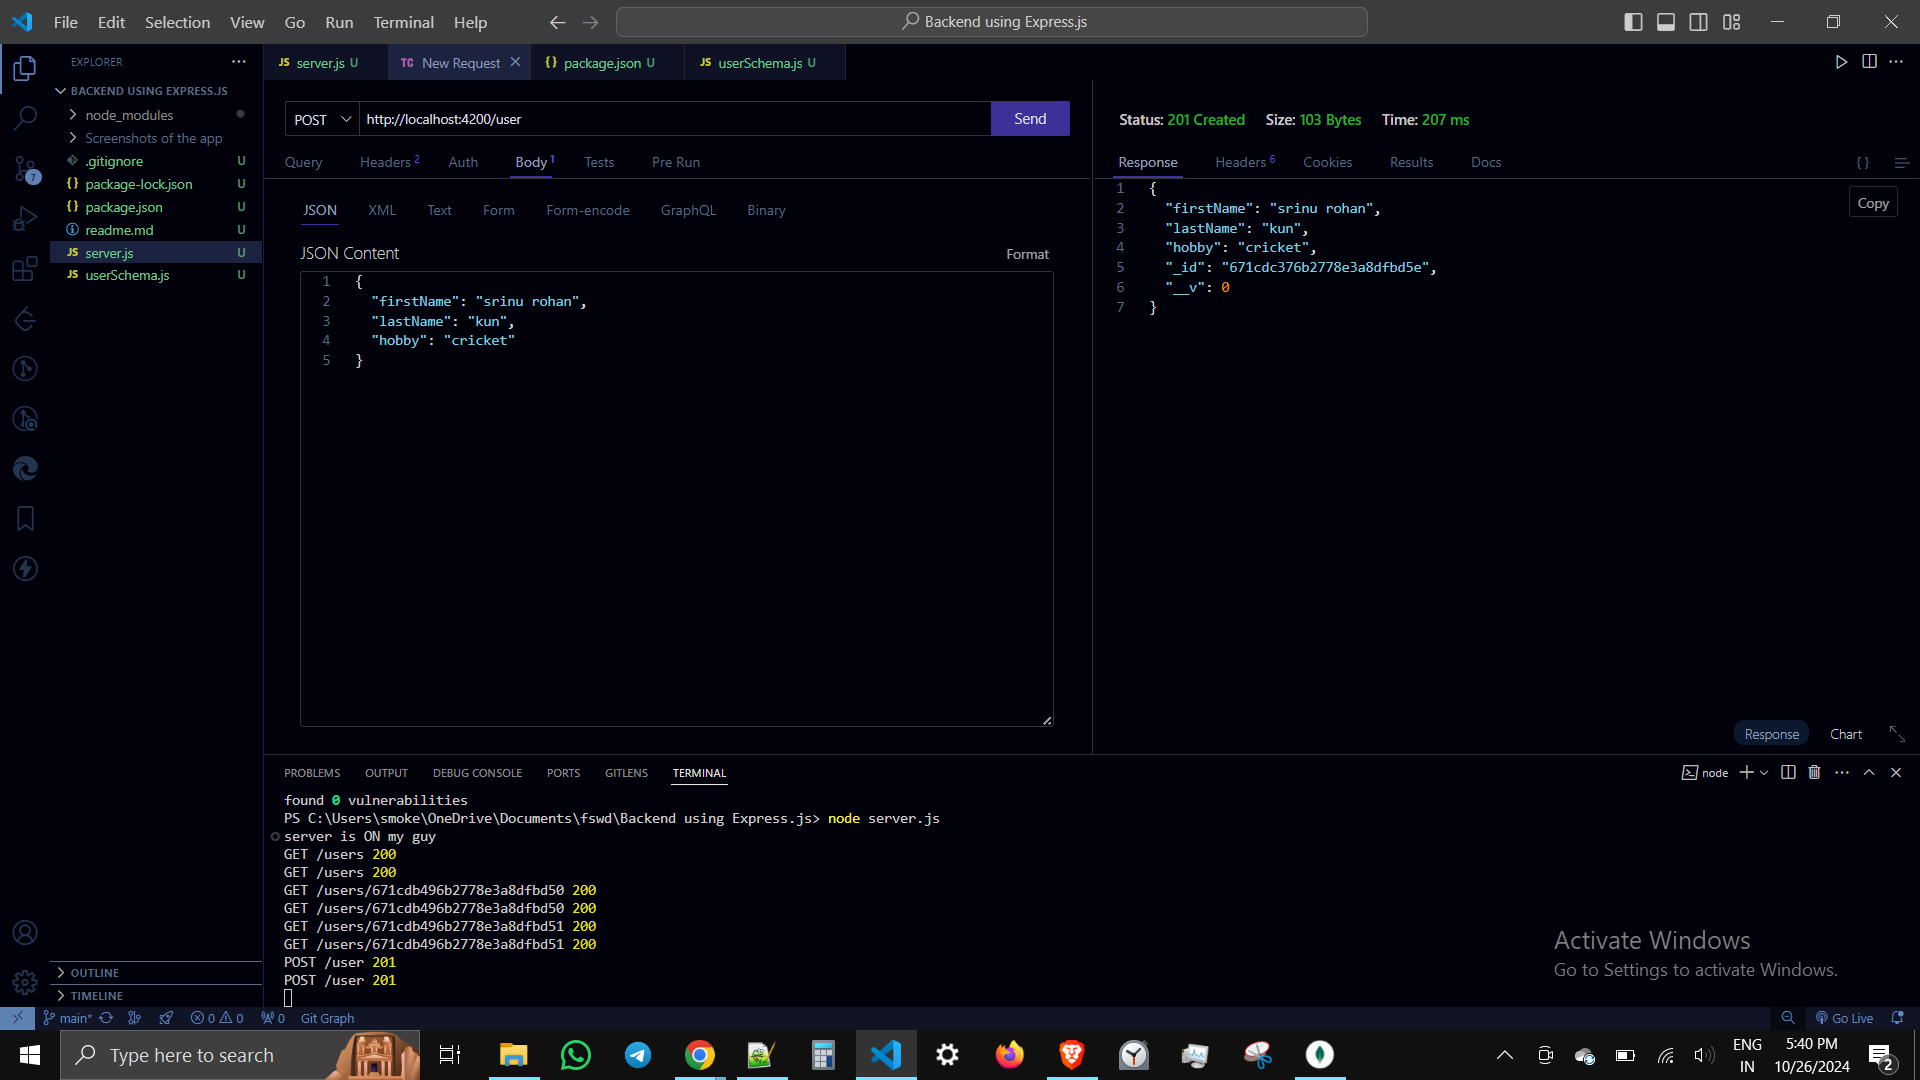 File Edit Selection View Go Run Terminal Help
Backend using Express.js
EXPLORER
BACKEND USING EXPRESS.JS
node_modules
Screenshots of the app
.gitignore U
package-lock.json U
package.json U
readme.md U
JS server.js U
JS userSchema.js U
7
OUTLINE
TIMELINE
JS server.js U
TC New Request
{} package.json U
JS userSchema.js U
POST http://localhost:4200/user Send
Query Headers 2 Auth Body 1 Tests Pre Run
JSON XML Text Form Form-encode GraphQL Binary
JSON Content Format
1 {
2 "firstName": "srinu rohan",
3 "lastName": "kun",
4 "hobby": "cricket"
5 }
Status: 201 Created Size: 103 Bytes Time: 207 ms
Response Headers 6 Cookies Results Docs { }
Copy
1 {
2 "firstName": "srinu rohan",
3 "lastName": "kun",
4 "hobby": "cricket",
5 "_id": "671cdc376b2778e3a8dfbd5e",
6 "__v": 0
7 }
Response Chart
PROBLEMS OUTPUT DEBUG CONSOLE PORTS GITLENS TERMINAL
node
found 0 vulnerabilities
PS C:\Users\smoke\OneDrive\Documents\fswd\Backend using Express.js> node server.js
server is ON my guy
GET /users 200
GET /users 200
GET /users/671cdb496b2778e3a8dfbd50 200
GET /users/671cdb496b2778e3a8dfbd50 200
GET /users/671cdb496b2778e3a8dfbd51 200
GET /users/671cdb496b2778e3a8dfbd51 200
POST /user 201
POST /user 201
Activate Windows
Go to Settings to activate Windows.
main* 0 0 0 Git Graph
Go Live
Type here to search
ENG
IN
5:40 PM
10/26/2024
2